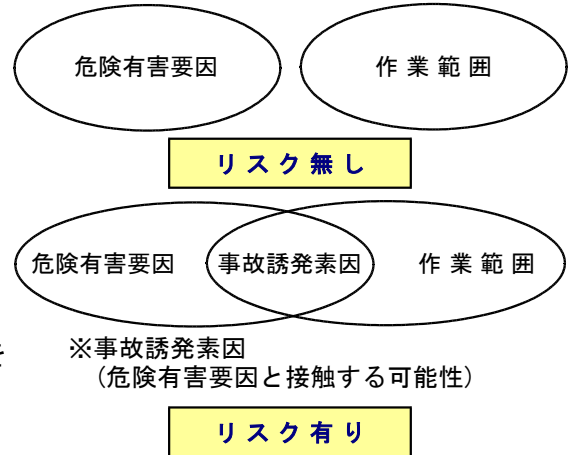 危険有害要因 作業範囲
リスク無し
危険有害要因 事故誘発素因 作業範囲
※事故誘発素因
を
(危険有害要因と接触する可能性)
リスク有り